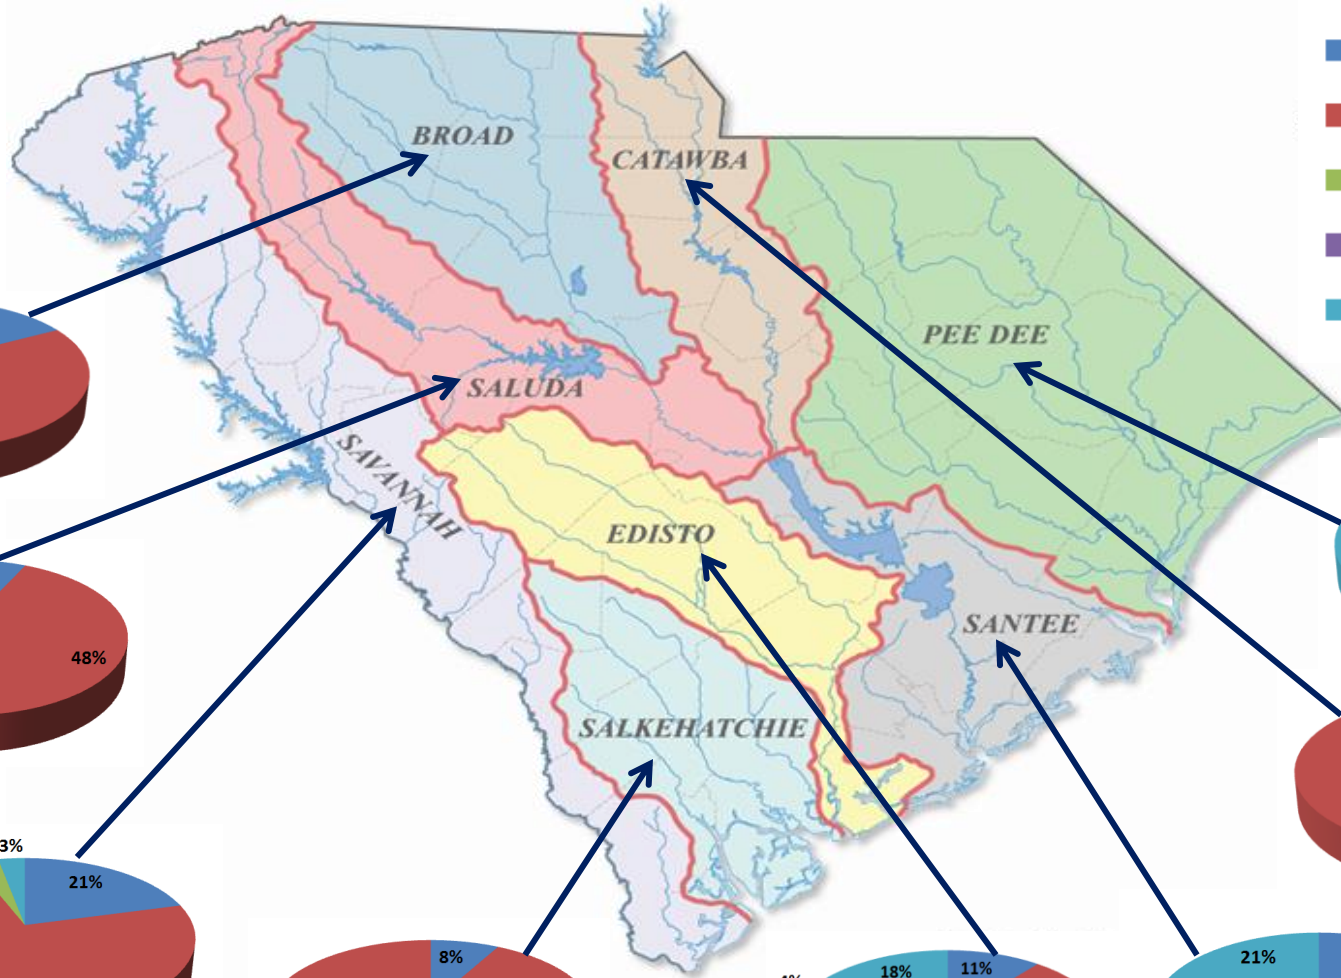 BROAD
CATAWBA
PEE DEE
SALUDA
SAVANNAH
EDISTO
SANTEE
SALKEHATCHIE
48%
3%
21%
8%
18%
11%
21%